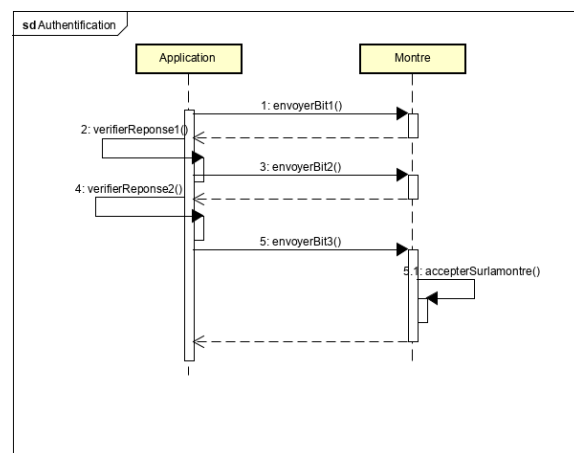 sd Authentification
Application
Montre
1: envoyerBit1()
2: verifierReponse1()
3: envoyerBit2()
4: verifierReponse2()
5: envoyerBit3()
5.1: accepterSurlamontre()